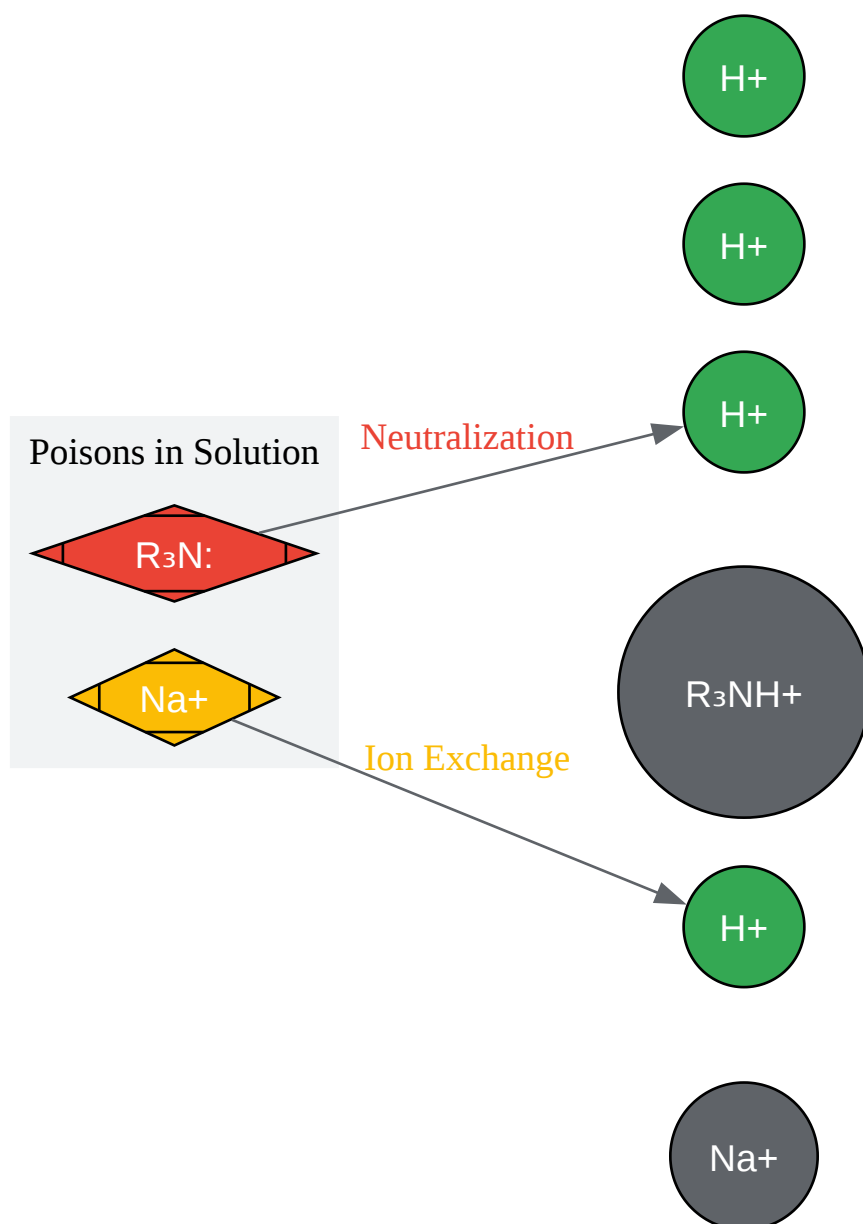 H+
H+
H+
Neutralization
Poisons in Solution
R₃N:
Na+
R₃NH+
Ion Exchange
H+
Na+